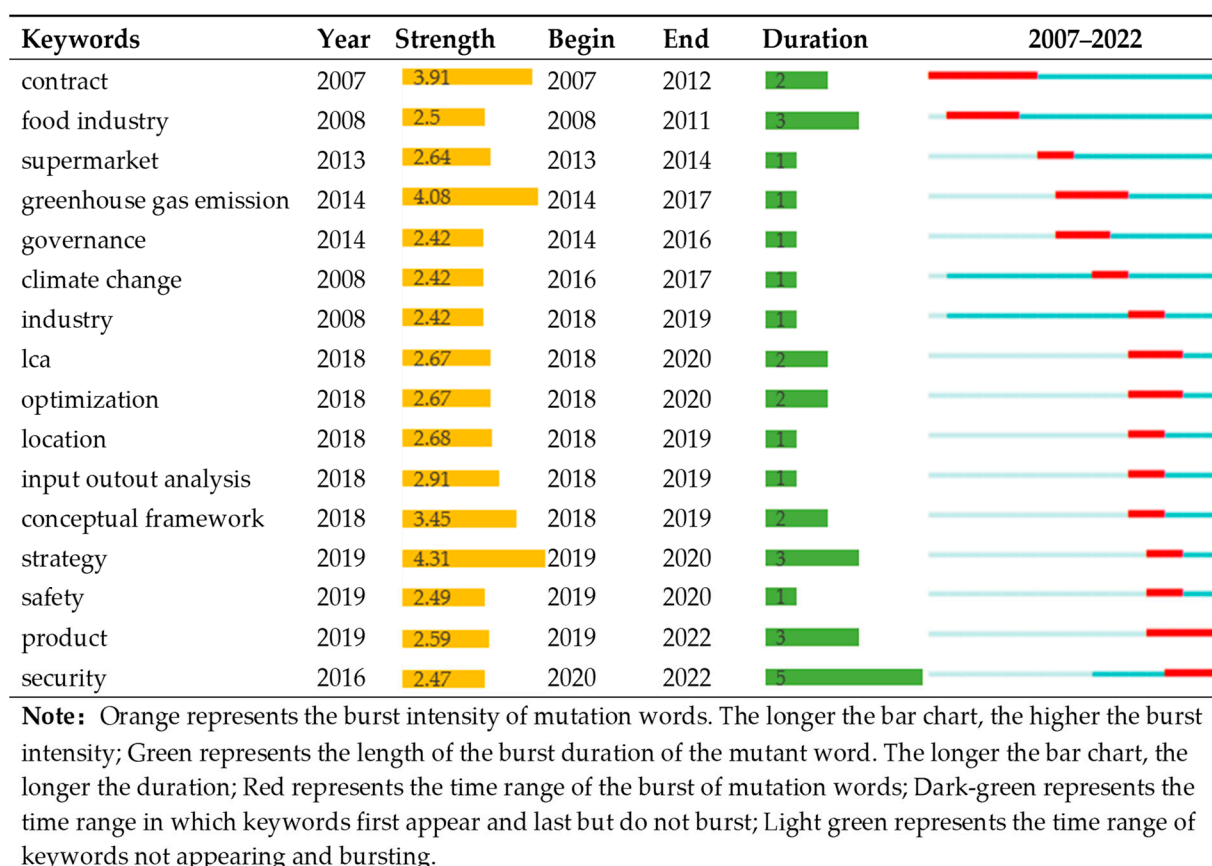 Keywords Year Strength Begin End Duration 2007–2022
contract 2007 3.91 2007 2012 2
food industry 2008 2.5 2008 2011 3
supermarket 2013 2.64 2013 2014 1
greenhouse gas emission 2014 4.08 2014 2017 1
governance 2014 2.42 2014 2016 1
climate change 2008 2.42 2016 2017 1
industry 2008 2.42 2018 2019 1
lca 2018 2.67 2018 2020 2
optimization 2018 2.67 2018 2020 2
location 2018 2.68 2018 2019 1
input outout analysis 2018 2.91 2018 2019 1
conceptual framework 2018 3.45 2018 2019 2
strategy 2019 4.31 2019 2020 3
safety 2019 2.49 2019 2020 1
product 2019 2.59 2019 2022 3
security 2016 2.47 2020 2022 5
Note： Orange represents the burst intensity of mutation words. The longer the bar chart, the higher the burst
intensity; Green represents the length of the burst duration of the mutant word. The longer the bar chart, the
longer the duration; Red represents the time range of the burst of mutation words; Dark-green represents the
time range in which keywords first appear and last but do not burst; Light green represents the time range of
keywords not appearing and bursting.